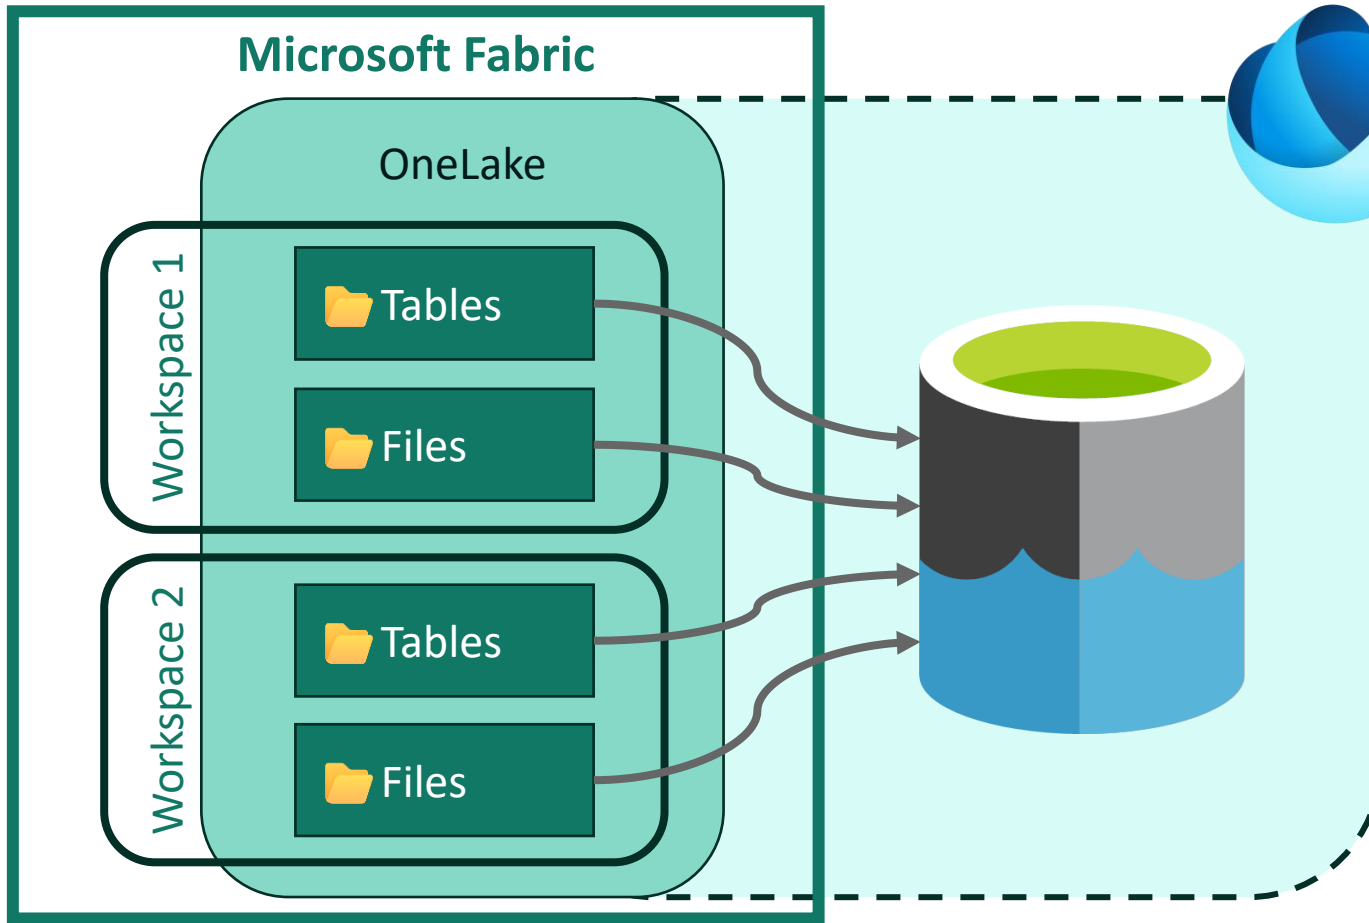 Microsoft Fabric
OneLake
Workspace 1
Tables
Files
Workspace 2
Tables
Files